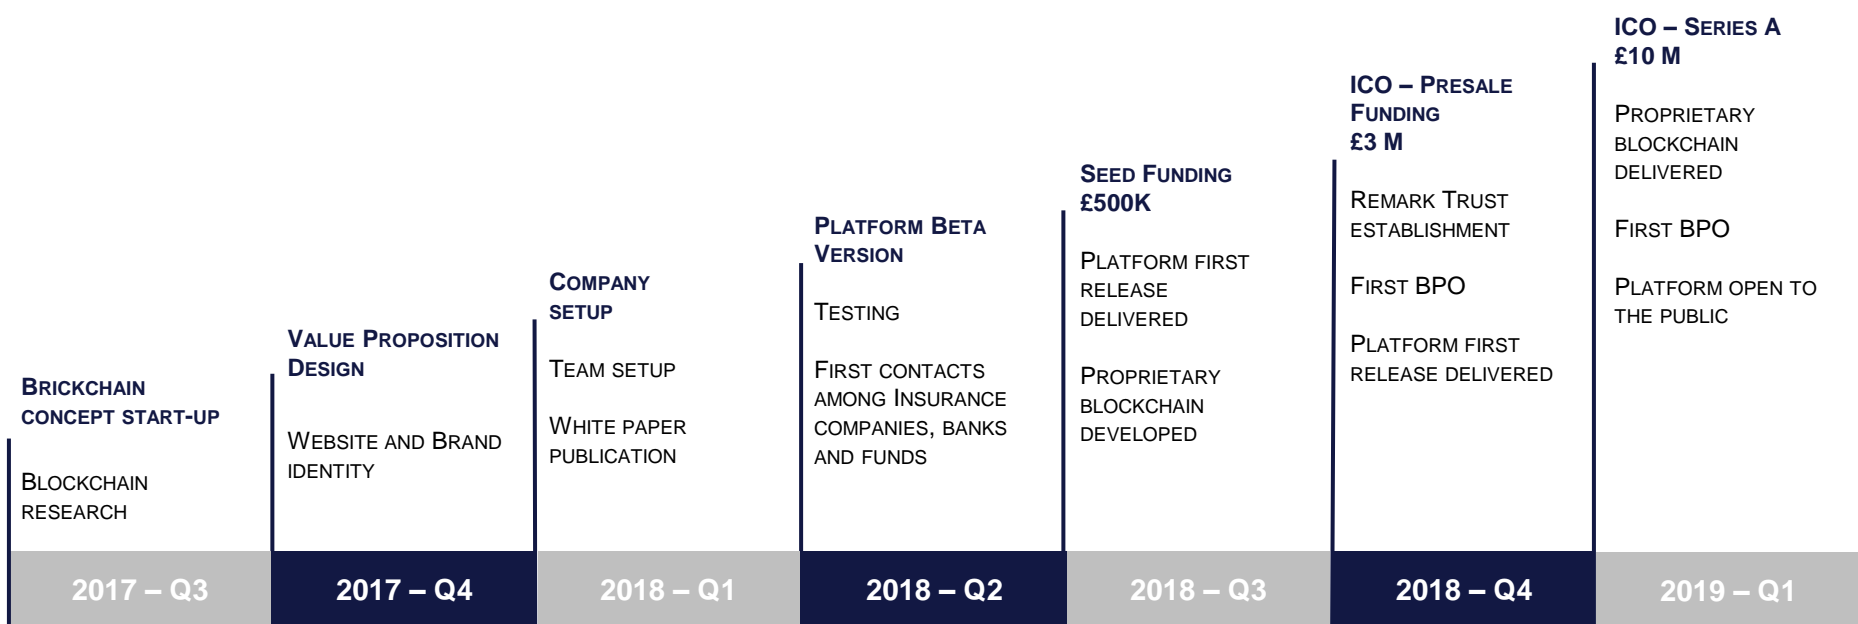 Brickchain
concept start-up
Blockchain
research
2017 – Q3
Value Proposition
Design
Website and Brand
identity
2017 – Q4
Company
setup
Team setup
White paper
publication
2018 – Q1
Platform Beta
Version
Testing
First contacts
among Insurance
companies, banks
and funds
2018 – Q2
Seed Funding
£500K
Platform first
release
delivered
Proprietary
blockchain
developed
2018 – Q3
ICO – Presale
Funding
£3 M
Remark Trust
establishment
First BPO
Platform first
release delivered
2018 – Q4
ICO – Series A
£10 M
Proprietary
blockchain
delivered
First BPO
Platform open to
the public
2019 – Q1